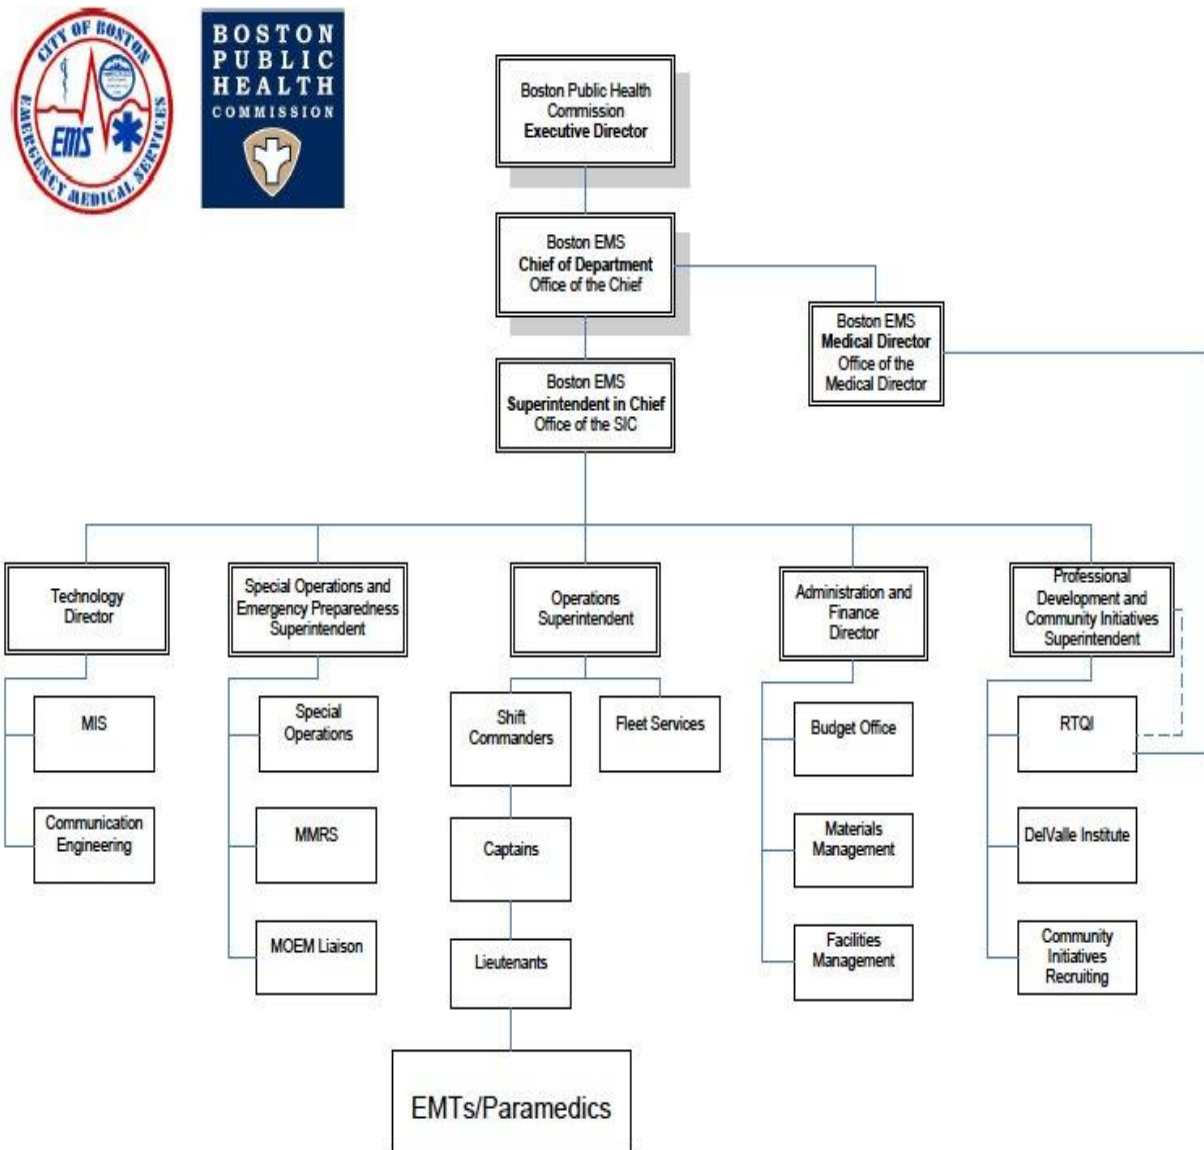 CITY OF BOSTON
EMS
EMERGENCY MEDICAL SERVICES
BOSTON
PUBLIC
HEALTH
COMMISSION
Boston Public Health
Commission
Executive Director
Boston EMS
Chief of Department
Office of the Chief
Boston EMS
Medical Director
Office of the
Medical Director
Boston EMS
Superintendent in Chief
Office of the SIC
Technology
Director
Special Operations and
Emergency Preparedness
Superintendent
Operations
Superintendent
Administration and
Finance
Director
Professional
Development and
Community Initiatives
Superintendent
MIS
Communication
Engineering
Special
Operations
MMRS
MOEM Liaison
Shift
Commanders
Fleet Services
Captains
Lieutenants
EMTs/Paramedics
Budget Office
Materials
Management
Facilities
Management
RTQI
DelValle Institute
Community
Initiatives
Recruiting